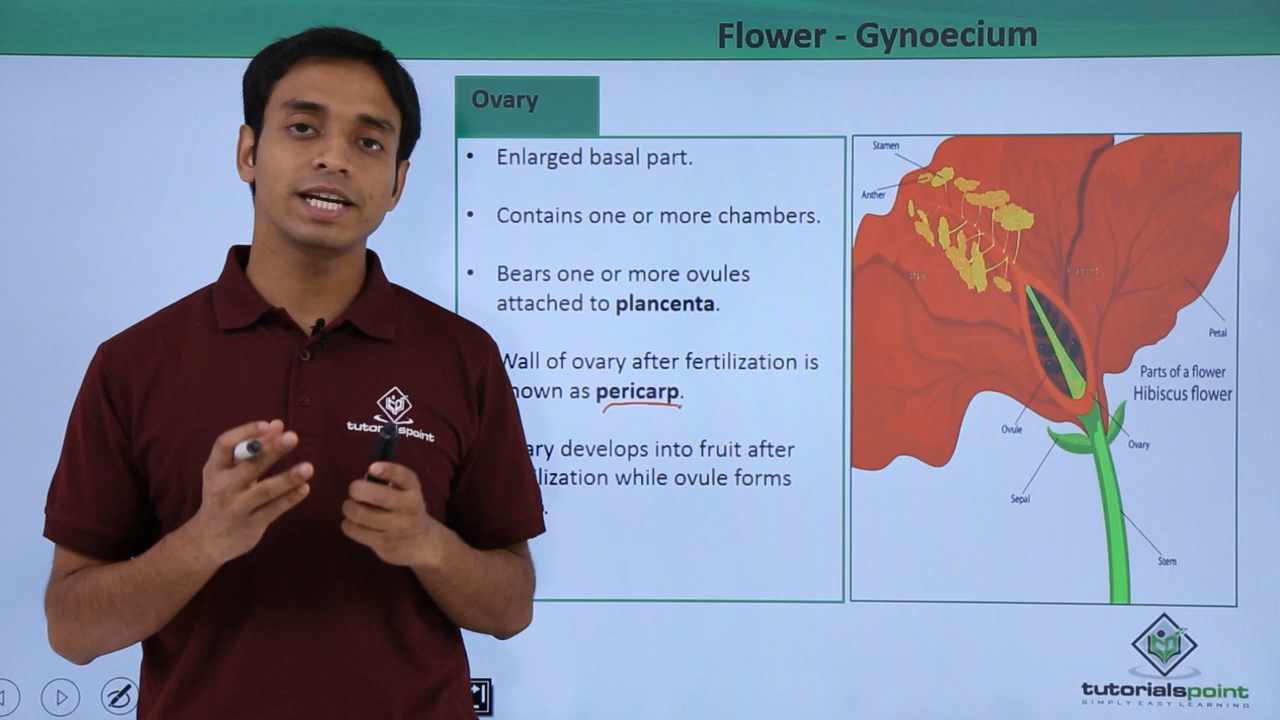 Flower - Gynoecium
Ovary
• Enlarged basal part.
• Contains one or more chambers.
• Bears one or more ovules
attached to plancenta.
Wall of ovary after fertilization is
nown as pericarp.
ary develops into fruit after
ilization while ovule forms
Stamen
Anther
Petal
Parts of a flower
Hibiscus flower
Ovule
Ovary
Sepal
Stem
tutorialspoint
tutorialspoint
SIMPLY EASY LEARNING